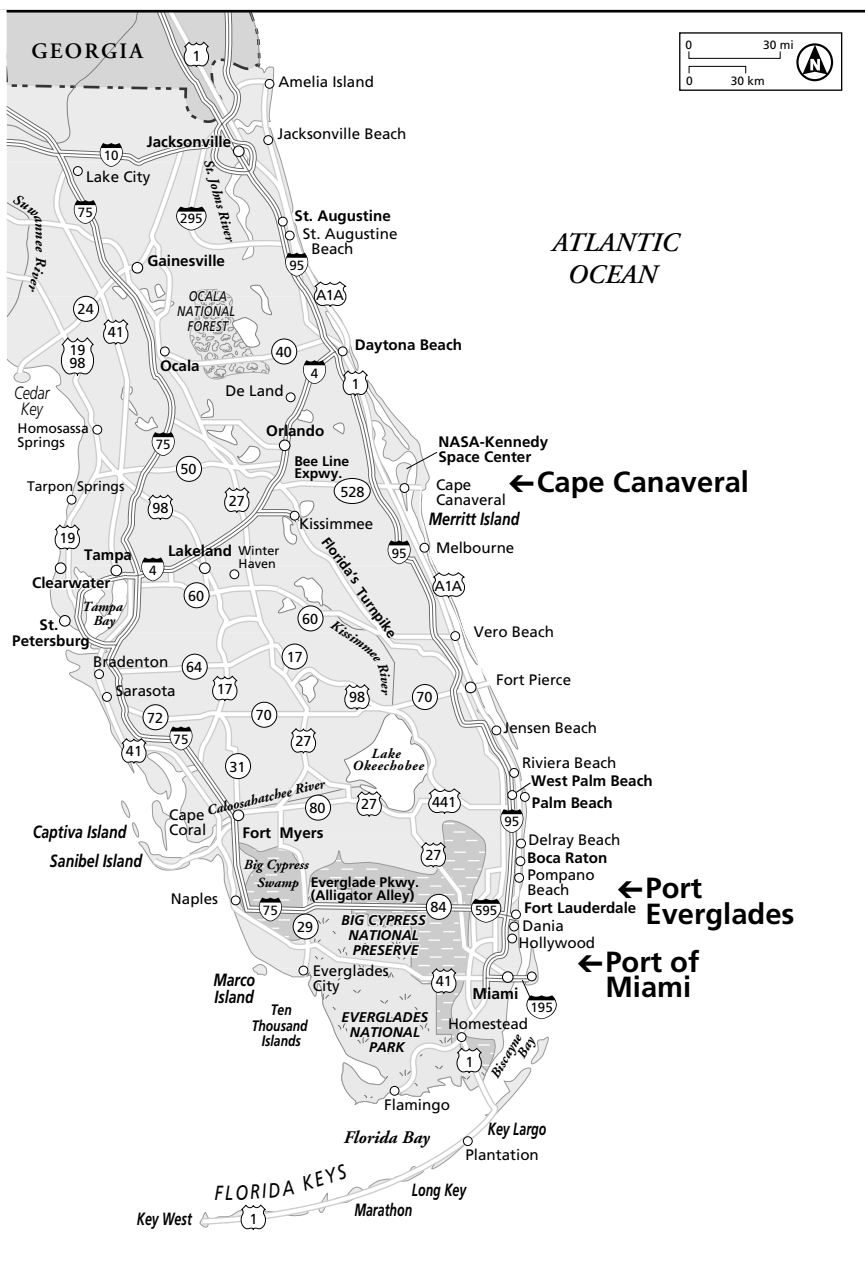 GEORGIA
1
0 30 mi
0 30 km
N
Amelia Island
Jacksonville Beach
Jacksonville
10
Lake City
St. Johns River
75
295
Suwannee River
St. Augustine
St. Augustine
Beach
95
ATLANTIC
OCEAN
Gainesville
A1A
OCALA
NATIONAL
FOREST
24
41
19
98
40
Daytona Beach
Ocala
4
1
Cedar
Key
De Land
Homosassa
Springs
Orlando
75
NASA-Kennedy
Space Center
Bee Line
Expwy.
50
528
Cape
Canaveral
←Cape Canaveral
Tarpon Springs
98
27
Merritt Island
Kissimmee
19
Florida's Turnpike
95
Melbourne
Tampa
Lakeland
Winter
Haven
4
Clearwater
A1A
60
Tampa
Bay
60
St.
Petersburg
Kissimmee River
Vero Beach
Bradenton
64
17
Sarasota
17
98
70
Fort Pierce
72
70
75
41
27
Jensen Beach
Lake
Okeechobee
31
Riviera Beach
West Palm Beach
Palm Beach
Caloosahatchee River
80
27
441
95
Cape
Coral
Fort Myers
Captiva Island
Sanibel Island
Delray Beach
27
Boca Raton
Big Cypress
Swamp
Everglade Pkwy.
(Alligator Alley)
Pompano
Beach
←Port
Everglades
Naples
75
84
595
Fort Lauderdale
29
BIG CYPRESS
NATIONAL
PRESERVE
Dania
Hollywood
←Port of
Miami
Marco
Island
Everglades
City
41
Miami
195
Ten
Thousand
Islands
EVERGLADES
NATIONAL
PARK
Homestead
1
Biscayne
Bay
Flamingo
Florida Bay
Key Largo
Plantation
FLORIDA KEYS
Long Key
Marathon
Key West
1